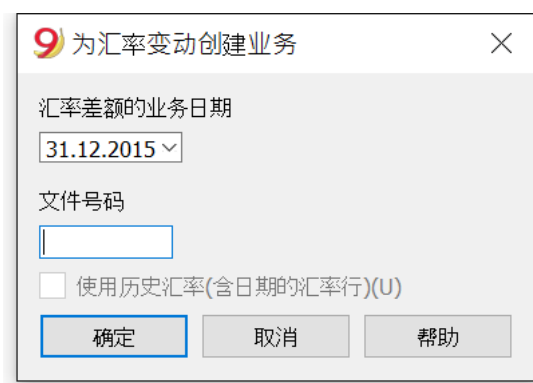 9 为汇率变动创建业务
汇率差额的业务日期
31.12.2015
文件号码
使用历史汇率(含日期的汇率行)(U)
确定 取消 帮助